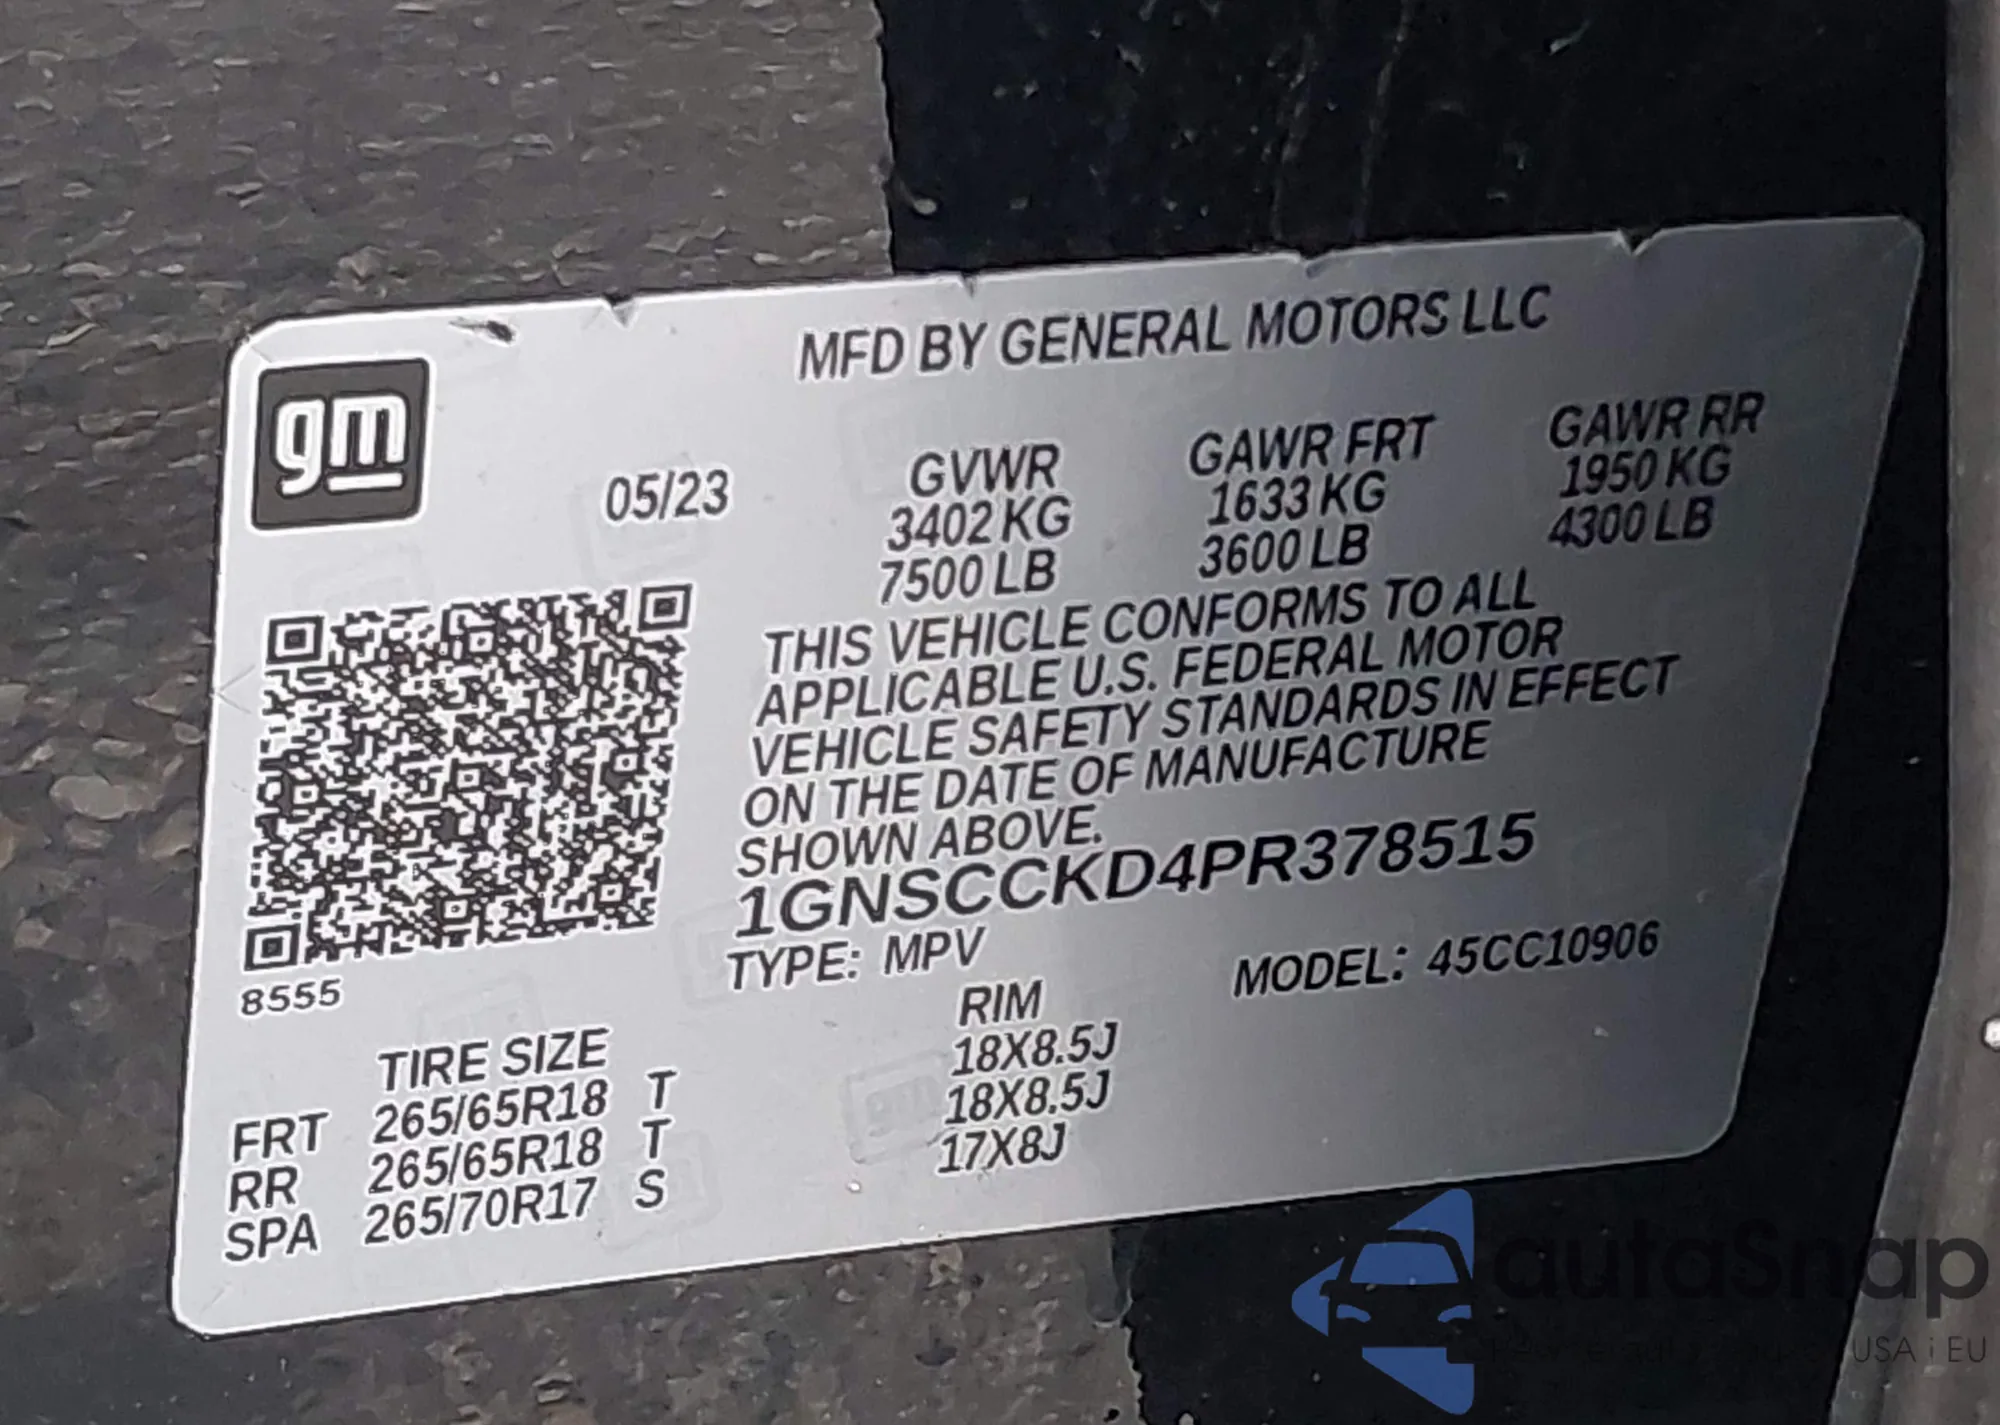 MFD BY GENERAL MOTORS LLC
gm
05/23
GVWR GAWR FRT GAWR RR
3402 KG 1633 KG 1950 KG
7500 LB 3600 LB 4300 LB
THIS VEHICLE CONFORMS TO ALL
APPLICABLE U.S. FEDERAL MOTOR
VEHICLE SAFETY STANDARDS IN EFFECT
ON THE DATE OF MANUFACTURE
SHOWN ABOVE.
1GNSCCKD4PR378515
TYPE: MPV MODEL: 45CC10906
8555
TIRE SIZE RIM
FRT 265/65R18 T 18X8.5J
RR 265/65R18 T 18X8.5J
SPA 265/70R17 S 17X8J
autaSnap
USA i EU